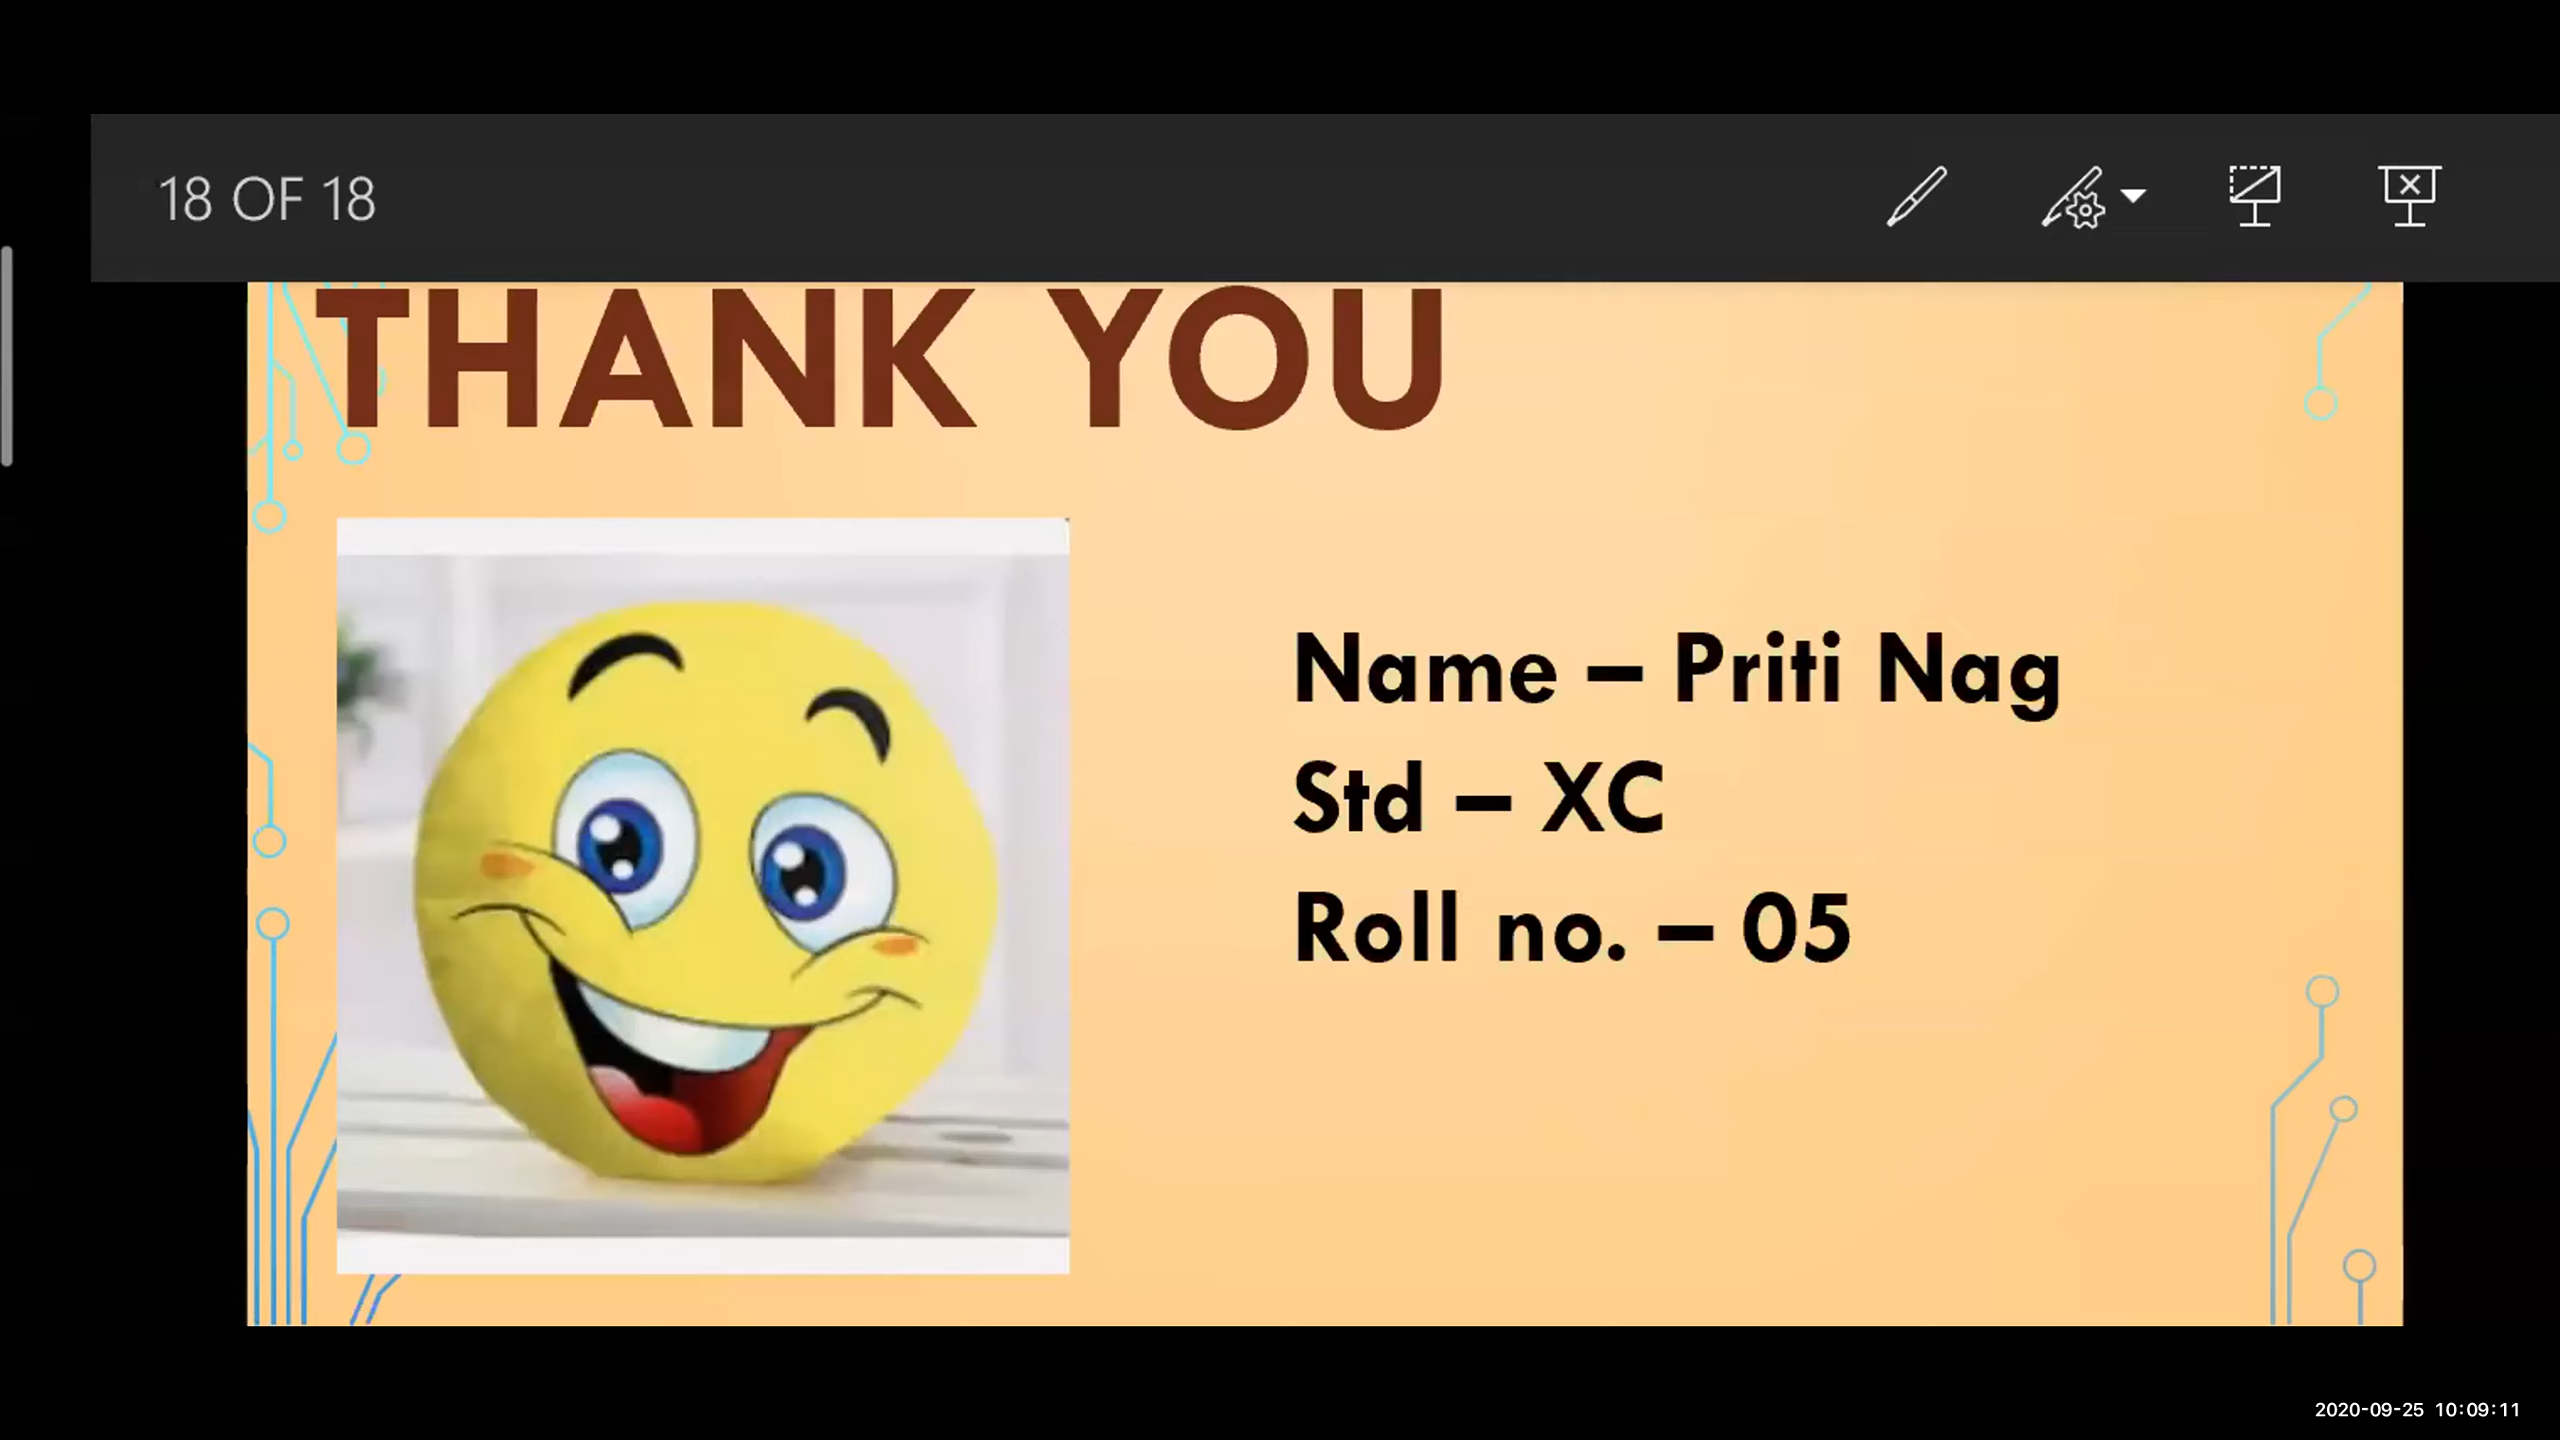 18 OF 18
THANK YOU
Name – Priti Nag
Std – XC
Roll no. – 05
2020-09-25 10:09:11